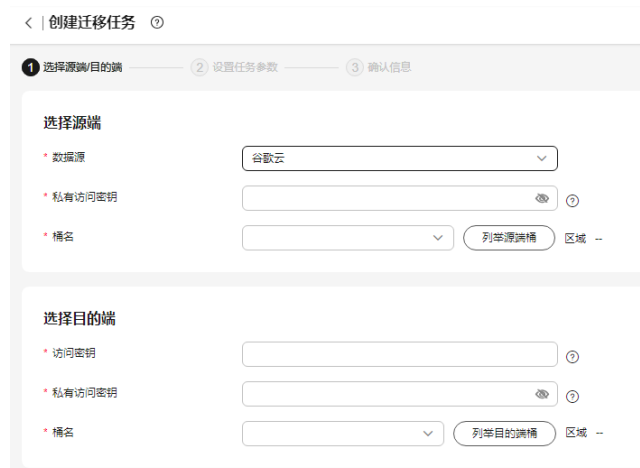 创建迁移任务
1 选择源端/目的端 2 设置任务参数 3 确认信息
选择源端
* 数据源 谷歌云
* 私有访问密钥
* 桶名 列举源端桶 区域 --
选择目的端
* 访问密钥
* 私有访问密钥
* 桶名 列举目的端桶 区域 --